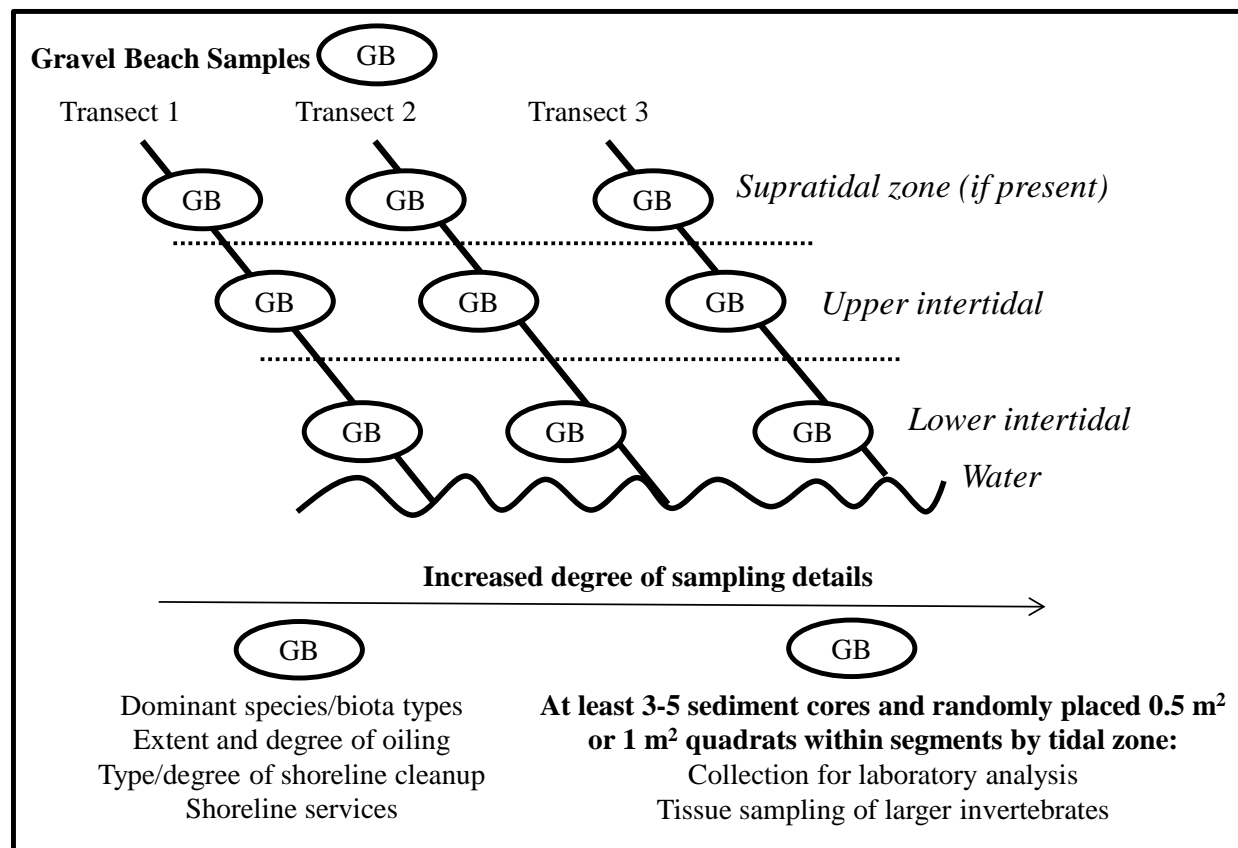 Gravel Beach Samples GB
Transect 1 Transect 2 Transect 3
GB GB GB Supratidal zone (if present)
GB GB GB Upper intertidal
GB GB GB Lower intertidal
Water
Increased degree of sampling details
GB GB
Dominant species/biota types
Extent and degree of oiling
Type/degree of shoreline cleanup
Shoreline services
At least 3-5 sediment cores and randomly placed 0.5 m²
or 1 m² quadrats within segments by tidal zone:
Collection for laboratory analysis
Tissue sampling of larger invertebrates